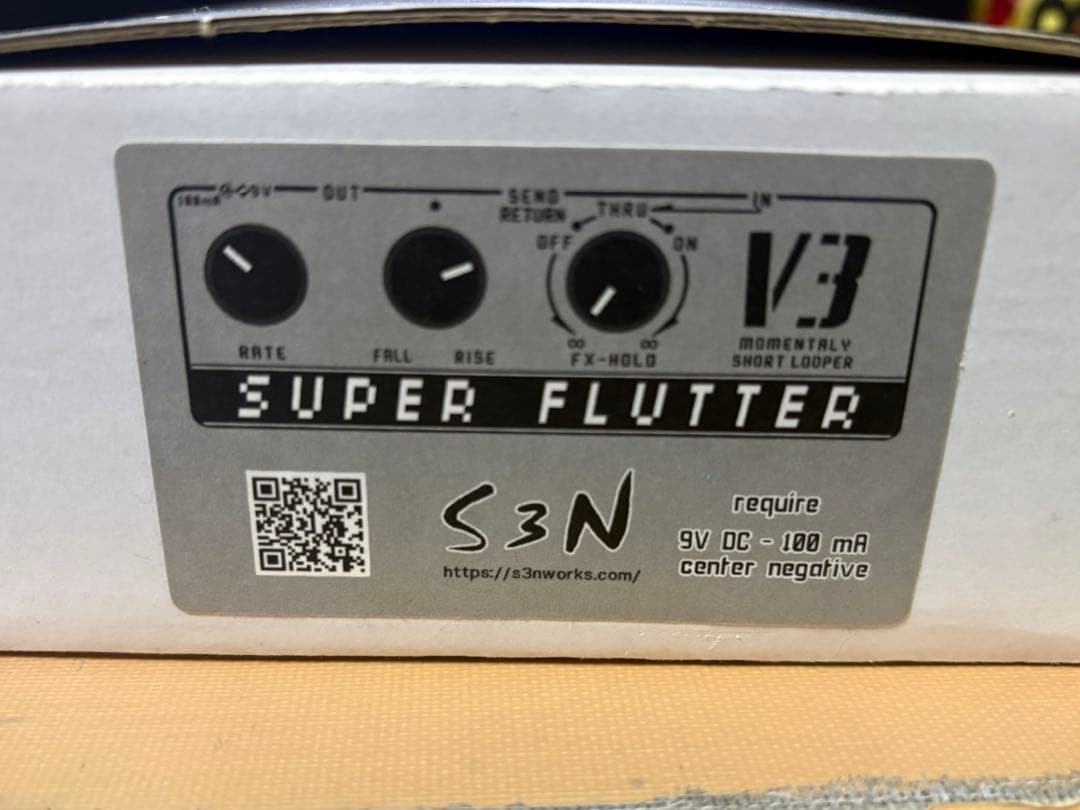 100mA 9V OUT SEND IN
RETURN THRU
OFF ON
V3
∞ ∞
MOMENTALY
RATE FALL RISE FX-HOLD SHORT LOOPER
SUPER FLUTTER
S3N
https://s3nworks.com/
require
9V DC - 100 mA
center negative